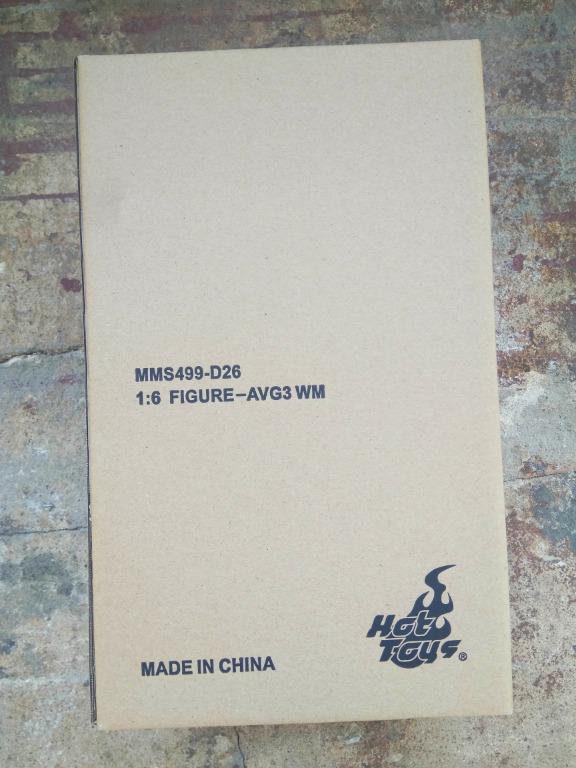 MMS499-D26
1:6 FIGURE–AVG3 WM
Hot
Toys®
MADE IN CHINA